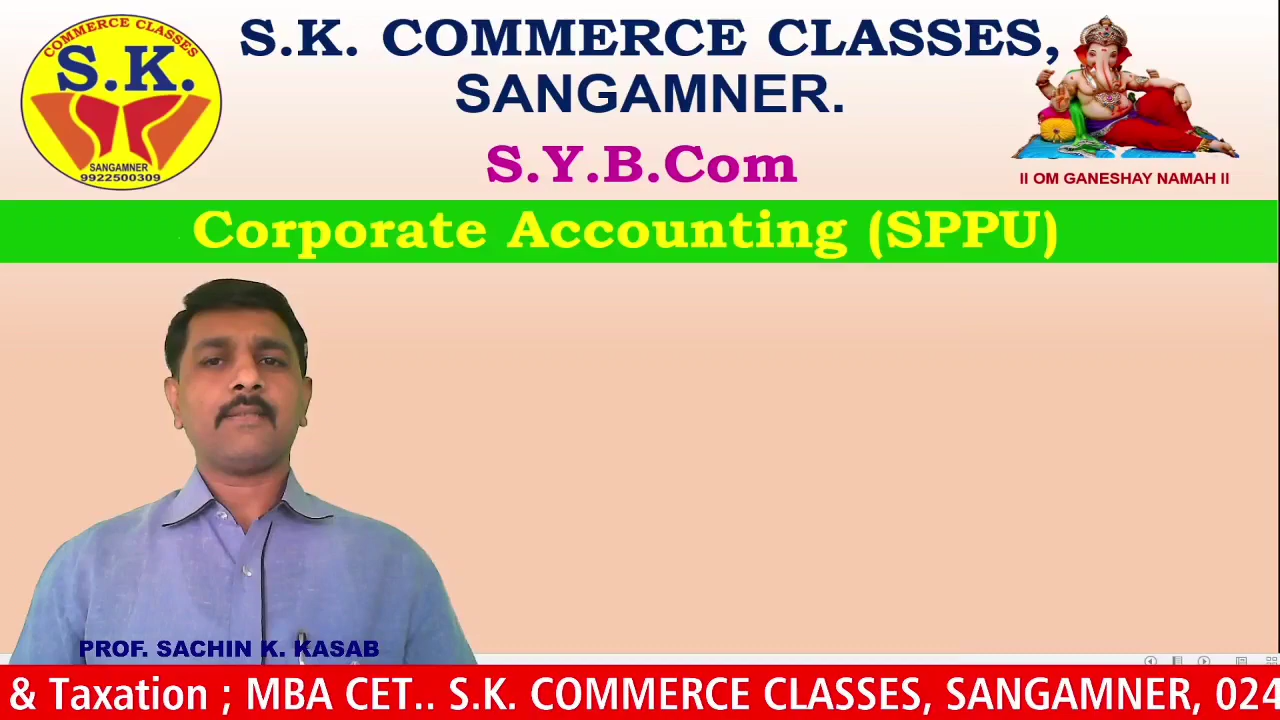 COMMERCE CLASSES
S.K.
SANGAMNER
9922500309
S.K. COMMERCE CLASSES,
SANGAMNER.
S.Y.B.Com
II OM GANESHAY NAMAH II
Corporate Accounting (SPPU)
PROF. SACHIN K. KASAB
& Taxation ; MBA CET.. S.K. COMMERCE CLASSES, SANGAMNER, 024